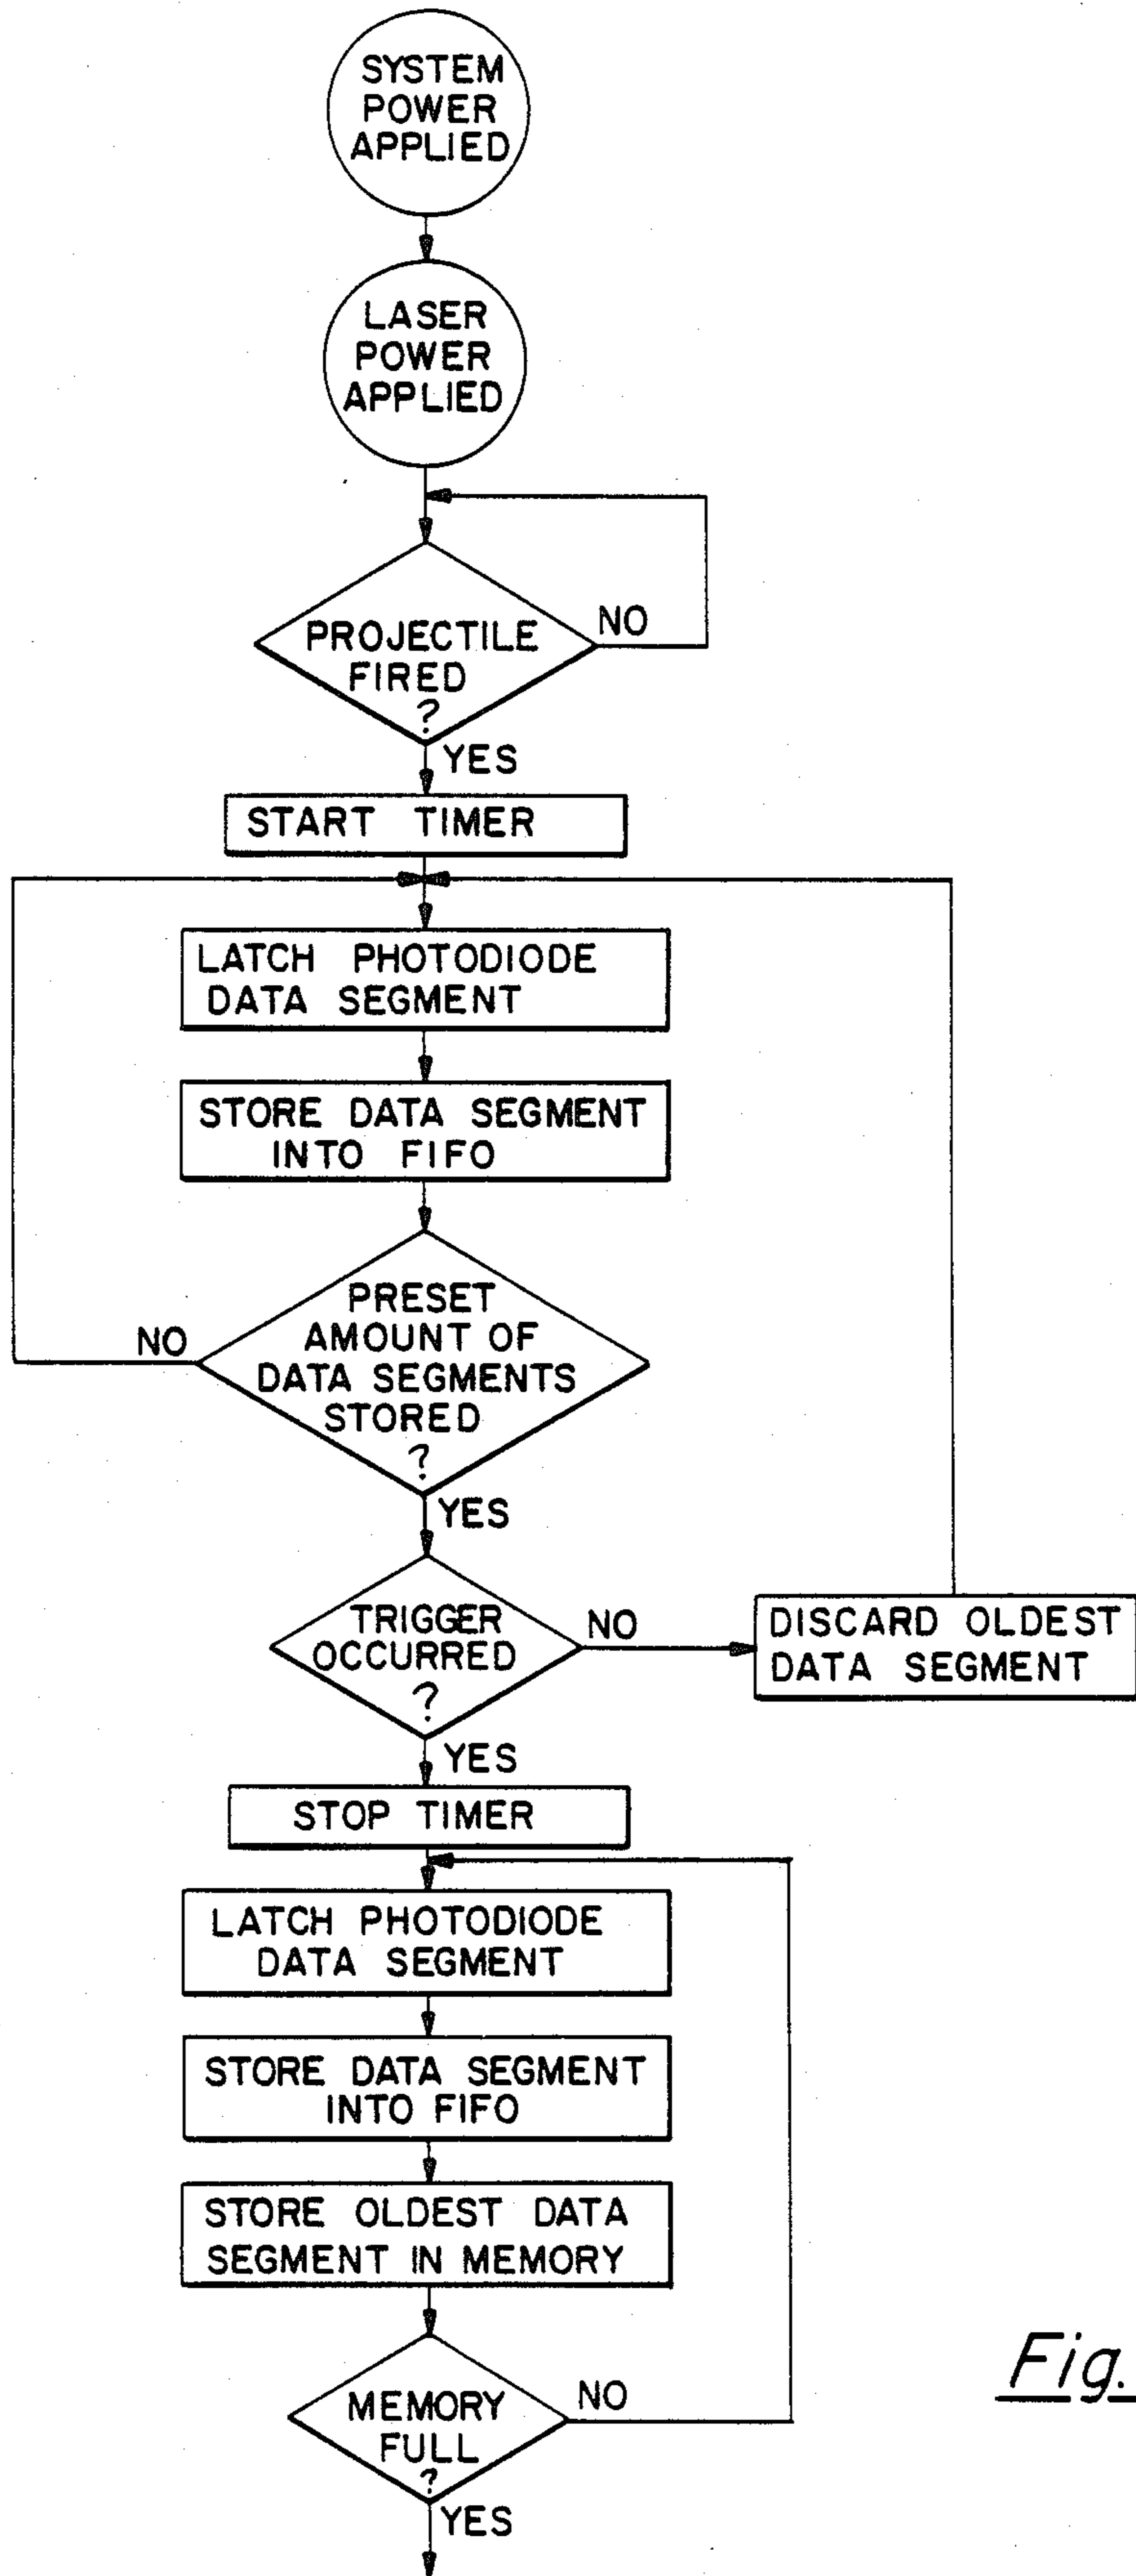 SYSTEM
POWER
APPLIED
LASER
POWER
APPLIED
PROJECTILE
FIRED
?
NO
YES
START TIMER
LATCH PHOTODIODE
DATA SEGMENT
STORE DATA SEGMENT
INTO FIFO
PRESET
AMOUNT OF
DATA SEGMENTS
STORED
?
NO
YES
TRIGGER
OCCURRED
?
NO
DISCARD OLDEST
DATA SEGMENT
YES
STOP TIMER
LATCH PHOTODIODE
DATA SEGMENT
STORE DATA SEGMENT
INTO FIFO
STORE OLDEST DATA
SEGMENT IN MEMORY
MEMORY
FULL
?
NO
YES
Fig.